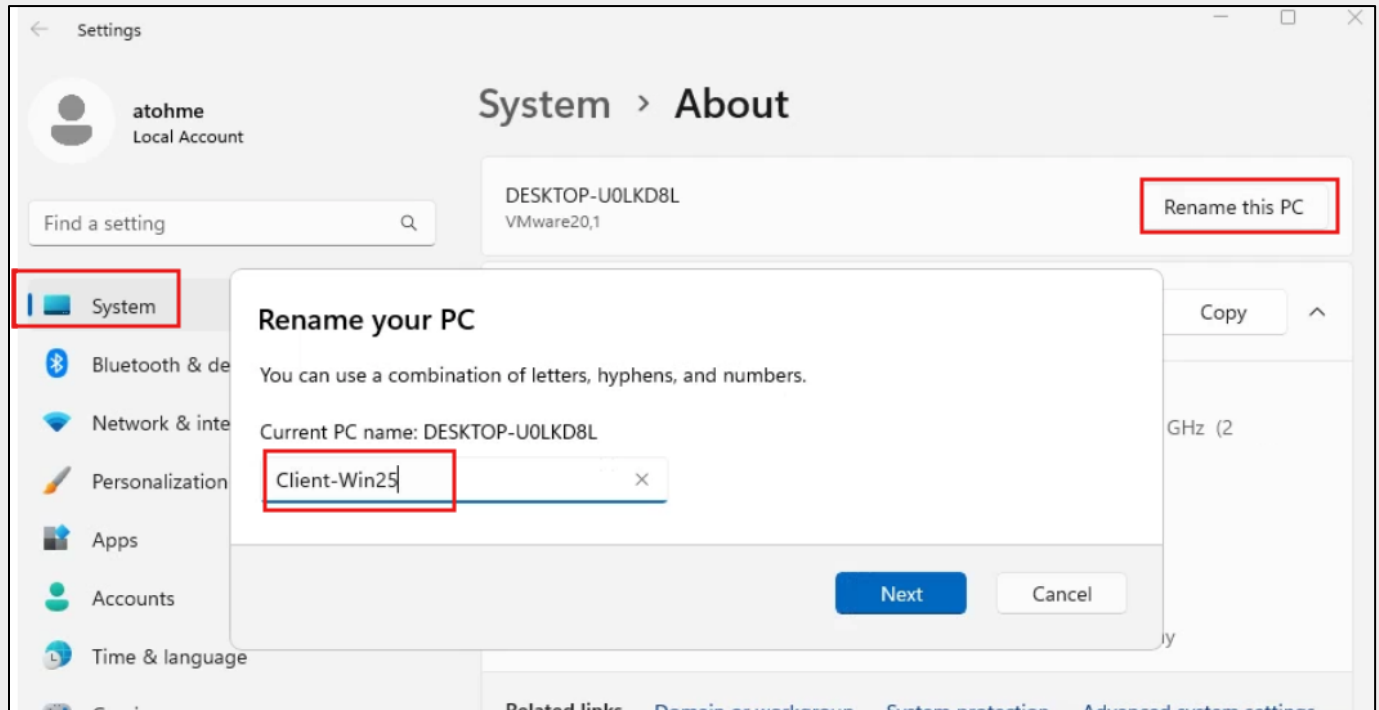 Settings
atohme
Local Account
System > About
DESKTOP-U0LKD8L
VMware20,1
Rename this PC
Find a setting
System
Copy
Rename your PC
Bluetooth & de
You can use a combination of letters, hyphens, and numbers.
Network & inte
Current PC name: DESKTOP-U0LKD8L
GHz (2
Personalization
Client-Win25
Apps
Next
Cancel
Accounts
Time & language
Related links
Domain or workgroup
System protection
Advanced system settings